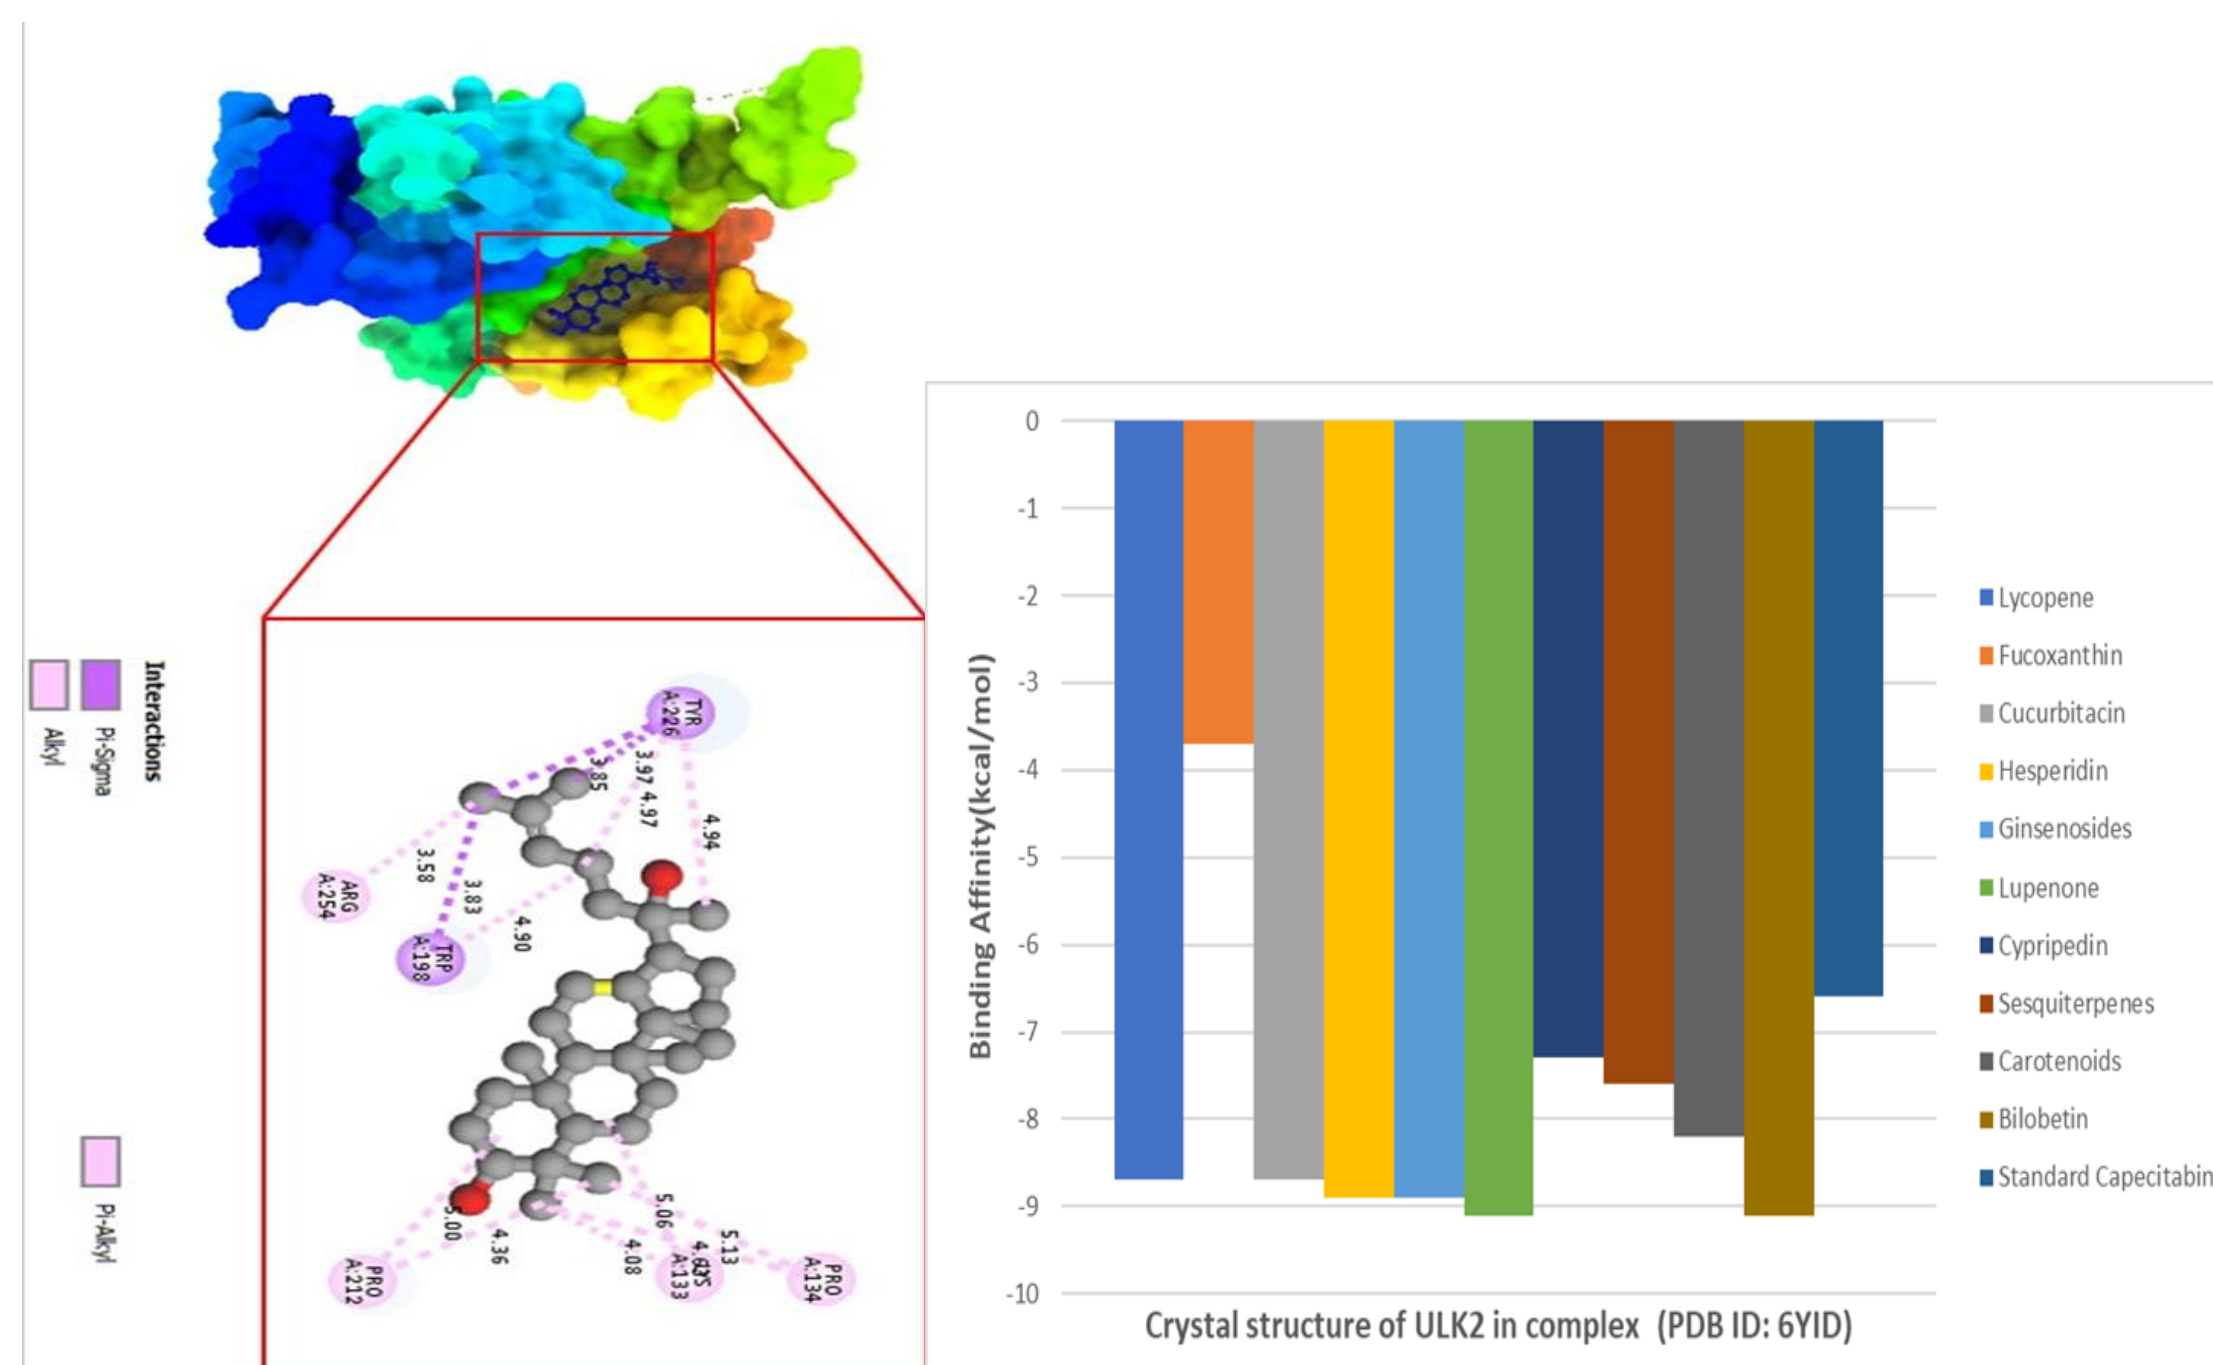 Interactions
Pi-Sigma
Alkyl
Pi-Alkyl
TYR
A:226
3.85
3.97
4.97
4.94
3.58
ARG
A:254
3.83
4.90
TRP
A:198
5.00
4.36
5.06
4.08
5.13
PRO
A:212
A:133
PRO
A:134
0
-1
-2
-3
-4
-5
-6
-7
-8
-9
-10
Binding Affinity(kcal/mol)
Lycopene
Fucoxanthin
Cucurbitacin
Hesperidin
Ginsenosides
Lupenone
Cypripedin
Sesquiterpenes
Carotenoids
Bilobetin
Standard Capecitabin
Crystal structure of ULK2 in complex (PDB ID: 6YID)